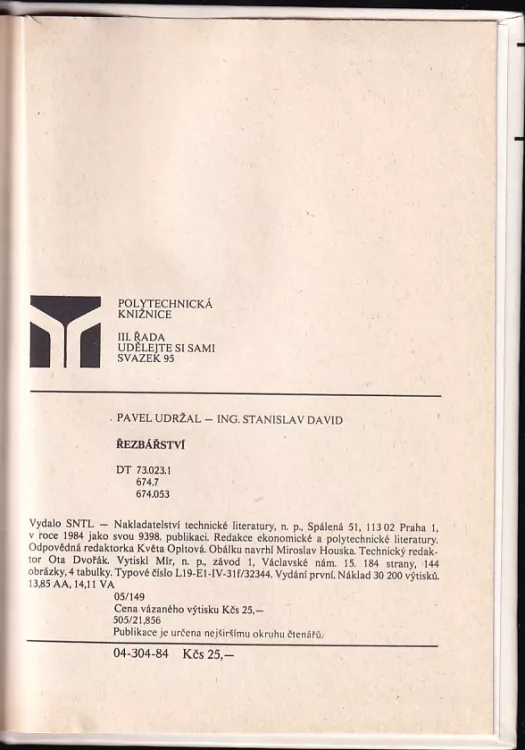 POLYTECHNICKÁ
KNIŽNICE
III. ŘADA
UDĚLEJTE SI SAMI
SVAZEK 95
PAVEL UDRŽAL — ING. STANISLAV DAVID
ŘEZBÁŘSTVÍ
DT 73.023.1
674.7
674.053
Vydalo SNTL — Nakladatelství technické literatury, n. p., Spálená 51, 113 02 Praha 1,
v roce 1984 jako svou 9398. publikaci. Redakce ekonomické a polytechnické literatury.
Odpovědná redaktorka Květa Opltová. Obálku navrhl Miroslav Houska. Technický redak-
tor Ota Dvořák. Vytiskl Mír, n. p., závod 1, Václavské nám. 15. 184 strany, 144
obrázky, 4 tabulky. Typové číslo L19-E1-IV-31f/32344. Vydání první. Náklad 30 200 výtisků.
13,85 AA, 14,11 VA
05/149
Cena vázaného výtisku Kčs 25,—
505/21,856
Publikace je určena nejširšímu okruhu čtenářů.
04-304-84 Kčs 25,—